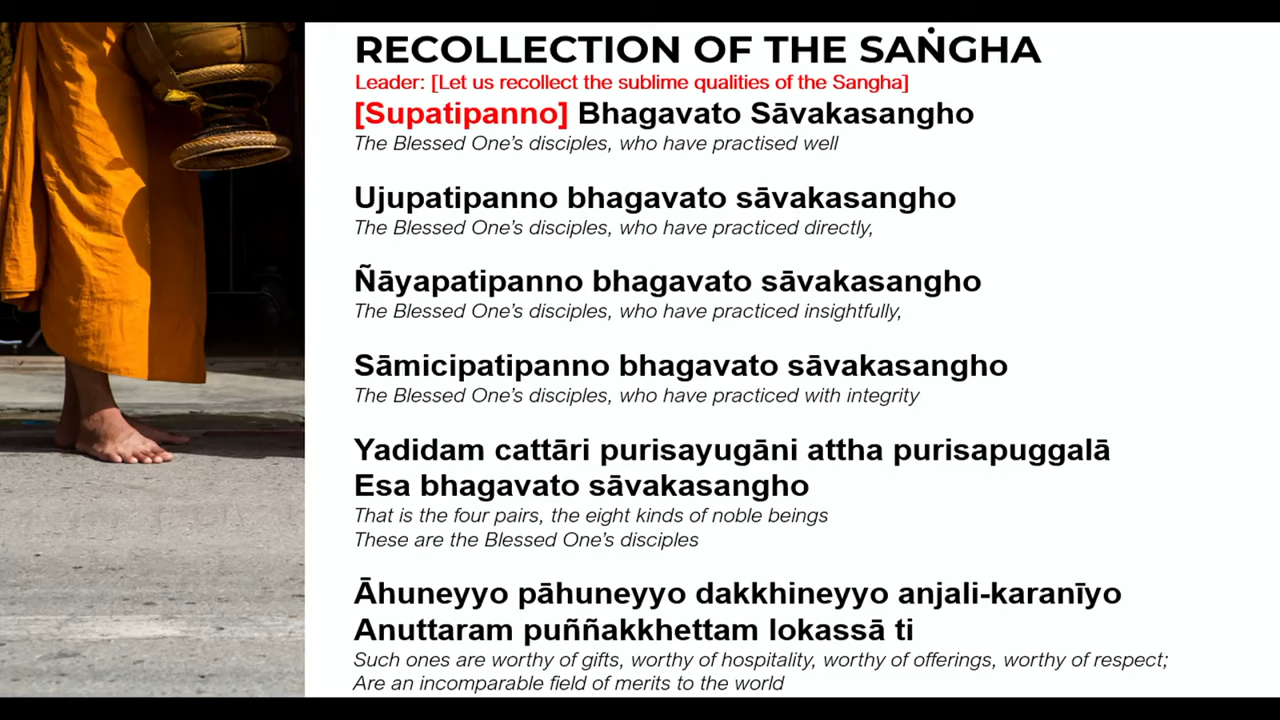 RECOLLECTION OF THE SAṄGHA
Leader: [Let us recollect the sublime qualities of the Sangha]
[Supatipanno] Bhagavato Sāvakasangho
The Blessed One's disciples, who have practised well
Ujupatipanno bhagavato sāvakasangho
The Blessed One's disciples, who have practiced directly,
Ñāyapatipanno bhagavato sāvakasangho
The Blessed One's disciples, who have practiced insightfully,
Sāmicipatipanno bhagavato sāvakasangho
The Blessed One's disciples, who have practiced with integrity
Yadidam cattāri purisayugāni attha purisapuggalā
Esa bhagavato sāvakasangho
That is the four pairs, the eight kinds of noble beings
These are the Blessed One's disciples
Āhuneyyo pāhuneyyo dakkhineyyo anjali-karanīyo
Anuttaram puññakkhettam lokassā ti
Such ones are worthy of gifts, worthy of hospitality, worthy of offerings, worthy of respect;
Are an incomparable field of merits to the world